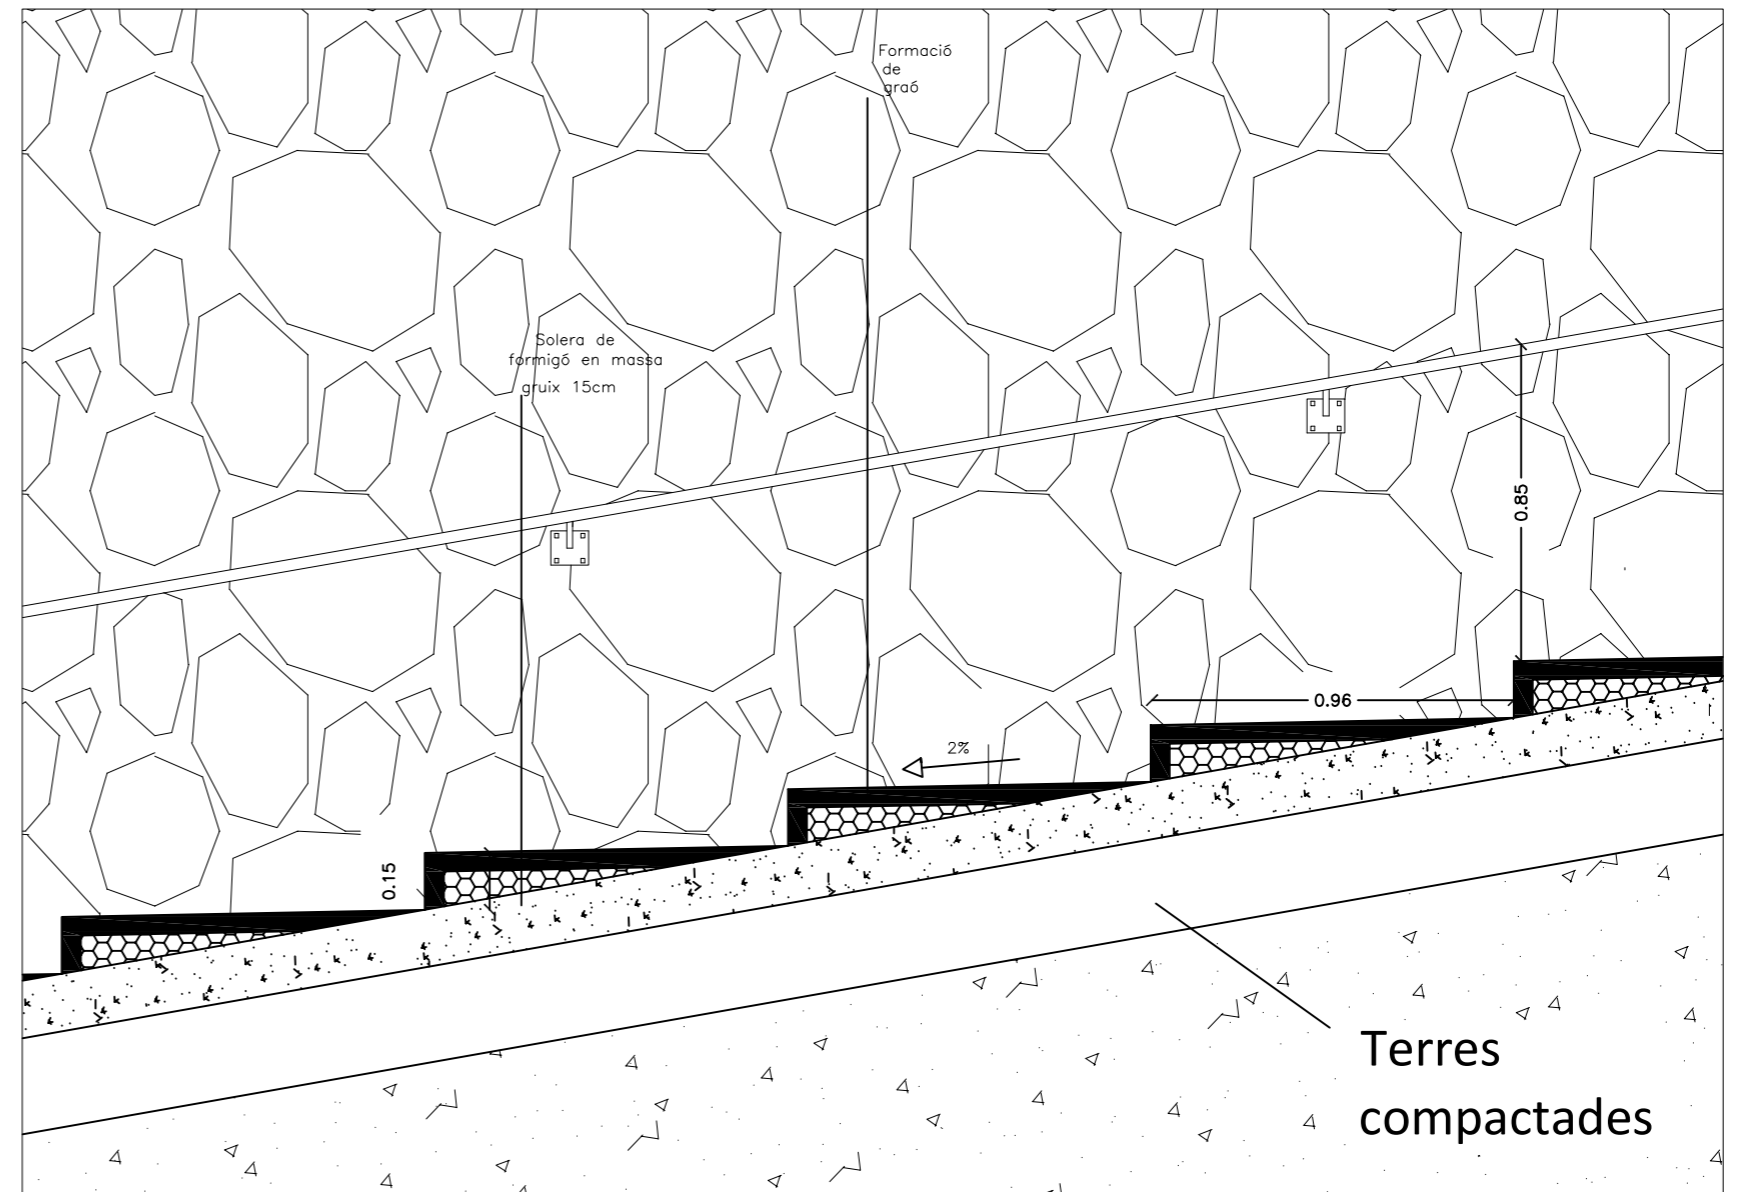 Formació
de
graó
Solera de
formigó en massa
gruix 15cm
0.85
0.96
2%
0.15
Terres
compactades